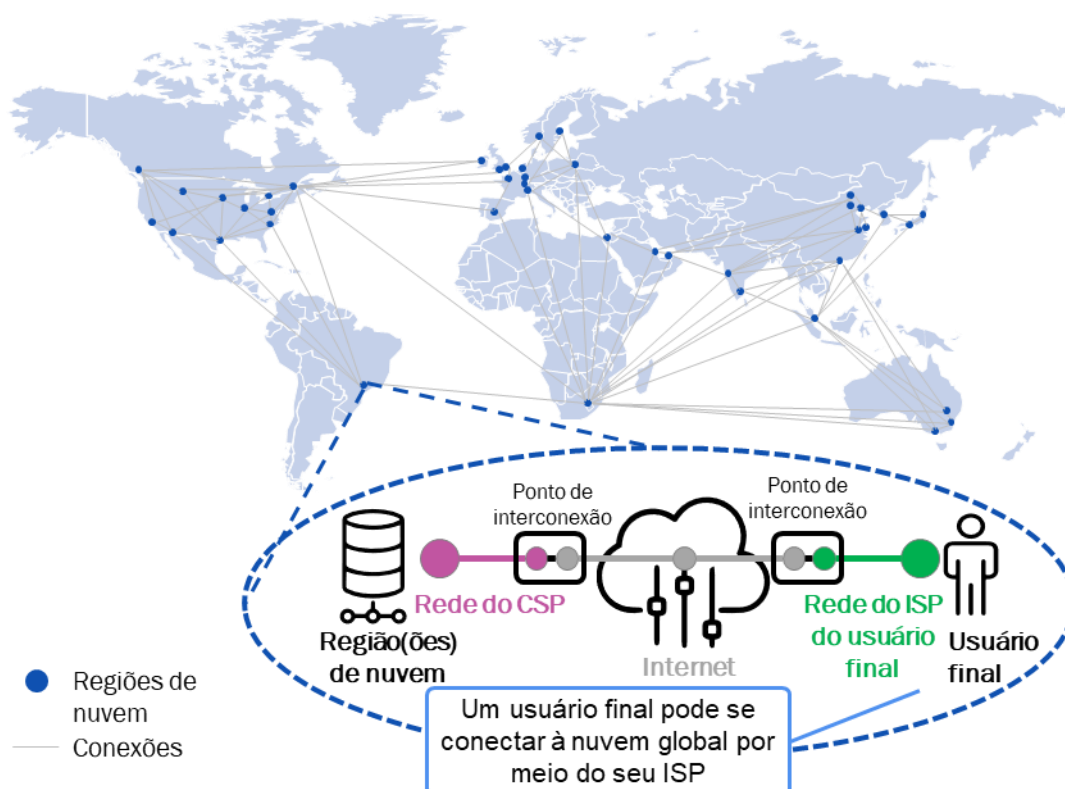 Ponto de
interconexão
Ponto de
interconexão
Rede do CSP
Região(ões)
de nuvem
Internet
Rede do ISP
do usuário
final
Usuário
final
Regiões de
nuvem
Conexões
Um usuário final pode se
conectar à nuvem global por
meio do seu ISP